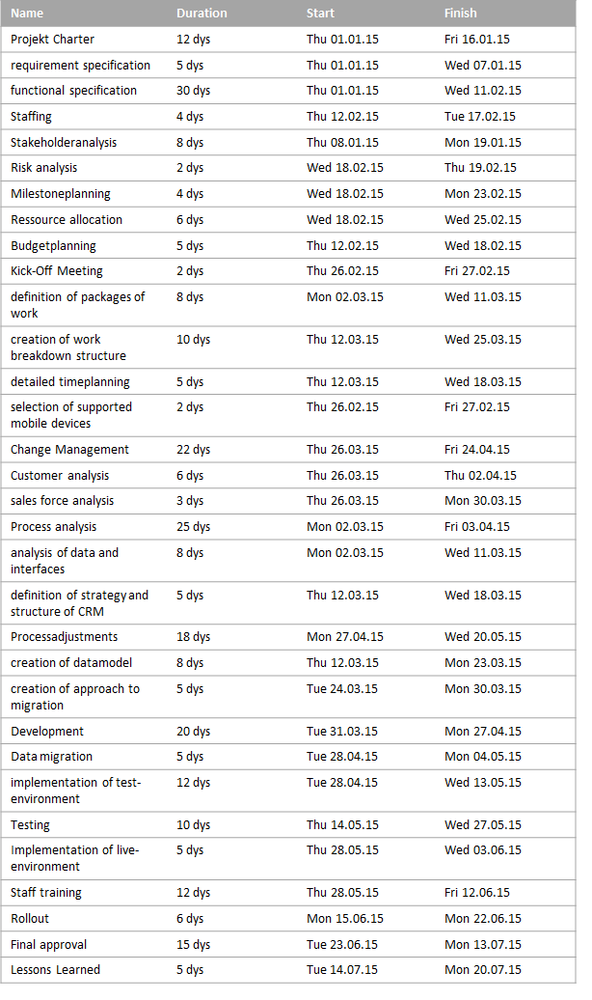 Name Duration Start Finish
Projekt Charter 12 dys Thu 01.01.15 Fri 16.01.15
requirement specification 5 dys Thu 01.01.15 Wed 07.01.15
functional specification 30 dys Thu 01.01.15 Wed 11.02.15
Staffing 4 dys Thu 12.02.15 Tue 17.02.15
Stakeholderanalysis 8 dys Thu 08.01.15 Mon 19.01.15
Risk analysis 2 dys Wed 18.02.15 Thu 19.02.15
Milestoneplanning 4 dys Wed 18.02.15 Mon 23.02.15
Ressource allocation 6 dys Wed 18.02.15 Wed 25.02.15
Budgetplanning 5 dys Thu 12.02.15 Wed 18.02.15
Kick-Off Meeting 2 dys Thu 26.02.15 Fri 27.02.15
definition of packages of 8 dys Mon 02.03.15 Wed 11.03.15
work
creation of work 10 dys Thu 12.03.15 Wed 25.03.15
breakdown structure
detailed timeplanning 5 dys Thu 12.03.15 Wed 18.03.15
selection of supported 2 dys Thu 26.02.15 Fri 27.02.15
mobile devices
Change Management 22 dys Thu 26.03.15 Fri 24.04.15
Customer analysis 6 dys Thu 26.03.15 Thu 02.04.15
sales force analysis 3 dys Thu 26.03.15 Mon 30.03.15
Process analysis 25 dys Mon 02.03.15 Fri 03.04.15
analysis of data and 8 dys Mon 02.03.15 Wed 11.03.15
interfaces
definition of strategy and 5 dys Thu 12.03.15 Wed 18.03.15
structure of CRM
Processadjustments 18 dys Mon 27.04.15 Wed 20.05.15
creation of datamodel 8 dys Thu 12.03.15 Mon 23.03.15
creation of approach to 5 dys Tue 24.03.15 Mon 30.03.15
migration
Development 20 dys Tue 31.03.15 Mon 27.04.15
Data migration 5 dys Tue 28.04.15 Mon 04.05.15
implementation of test- 12 dys Tue 28.04.15 Wed 13.05.15
environment
Testing 10 dys Thu 14.05.15 Wed 27.05.15
Implementation of live- 5 dys Thu 28.05.15 Wed 03.06.15
environment
Staff training 12 dys Thu 28.05.15 Fri 12.06.15
Rollout 6 dys Mon 15.06.15 Mon 22.06.15
Final approval 15 dys Tue 23.06.15 Mon 13.07.15
Lessons Learned 5 dys Tue 14.07.15 Mon 20.07.15